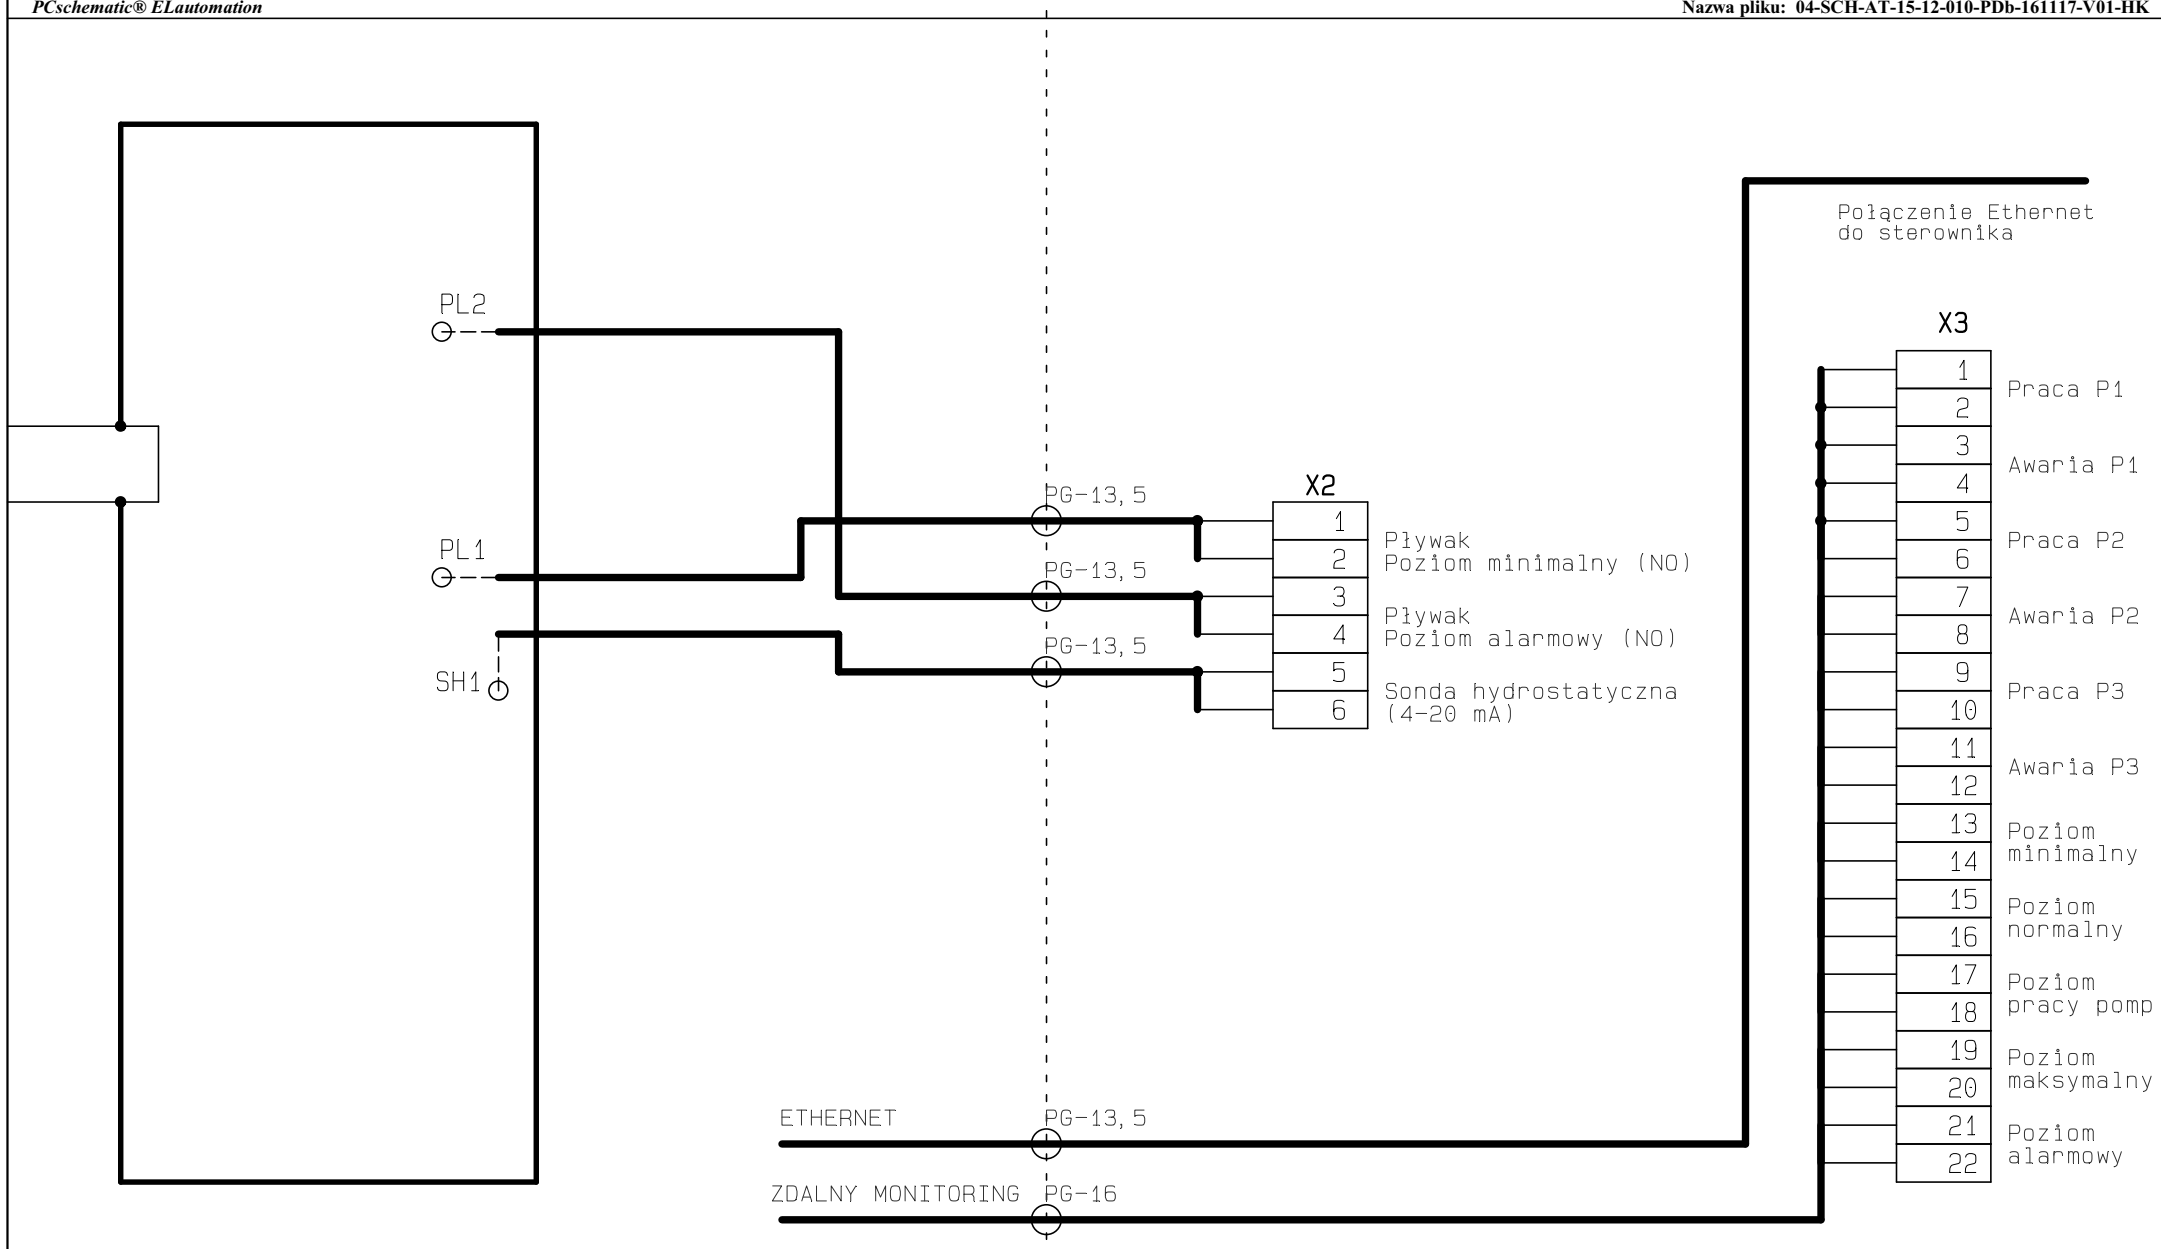 PCschematic® ELautomation
Nazwa pliku: 04-SCH-AT-15-12-010-PDb-161117-V01-HK
Połączenie Ethernet
do sterownika
PL2
PL1
SH1
PG-13,5
PG-13,5
PG-13,5
X2
1
2
3
4
5
6
Pływak
Poziom minimalny (NO)
Pływak
Poziom alarmowy (NO)
Sonda hydrostatyczna
(4-20 mA)
X3
1
2
3
4
5
6
7
8
9
10
11
12
13
14
15
16
17
18
19
20
21
22
Praca P1
Awaria P1
Praca P2
Awaria P2
Praca P3
Awaria P3
Poziom
minimalny
Poziom
normalny
Poziom
pracy pomp
Poziom
maksymalny
Poziom
alarmowy
ETHERNET
PG-13,5
ZDALNY MONITORING
PG-16